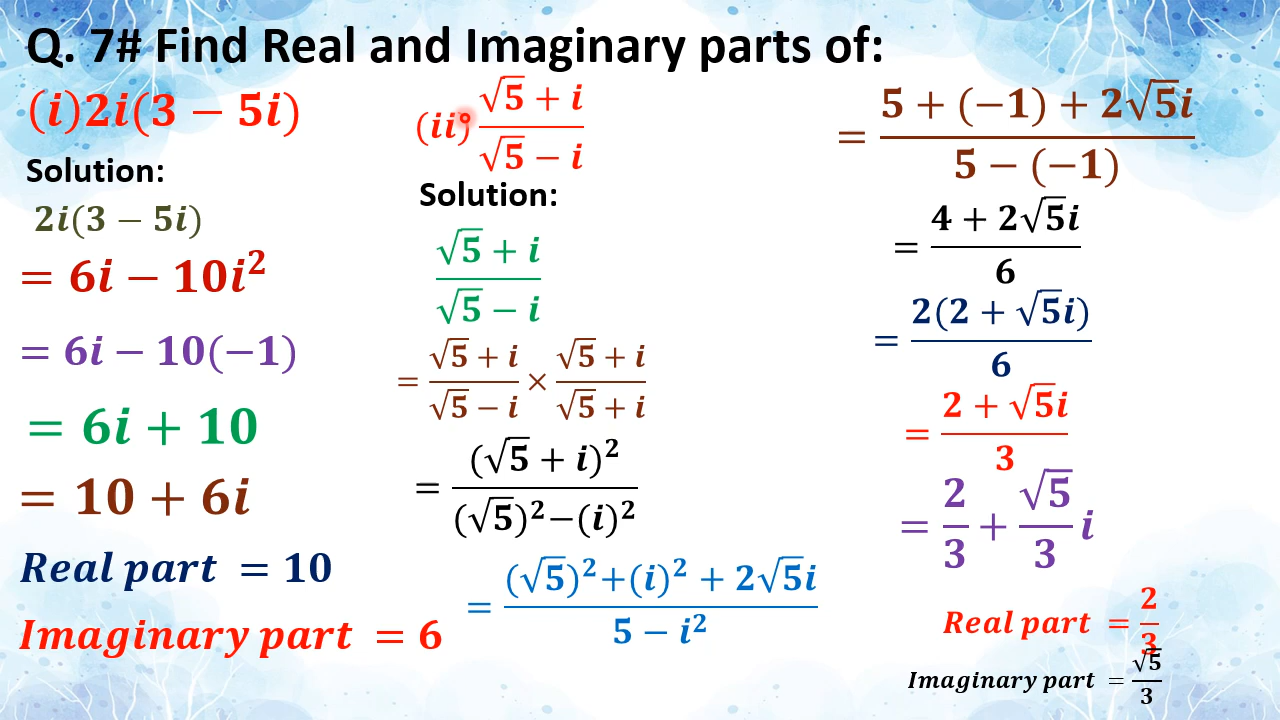 Q. 7# Find Real and Imaginary parts of:
(i)2i(3 − 5i)
Solution:
2i(3 − 5i)
= 6i − 10i²
= 6i − 10(−1)
= 6i + 10
= 10 + 6i
Real part = 10
Imaginary part = 6
(ii) (√5 + i)/(√5 − i)
Solution:
(√5 + i)/(√5 − i)
= (√5 + i)/(√5 − i) × (√5 + i)/(√5 + i)
= (√5 + i)²/((√5)²−(i)²)
= ((√5)²+(i)² + 2√5i)/(5 − i²)
= (5 + (−1) + 2√5i)/(5 − (−1))
= (4 + 2√5i)/6
= 2(2 + √5i)/6
= (2 + √5i)/3
= 2/3 + √5/3 i
Real part = 2/3
Imaginary part = √5/3